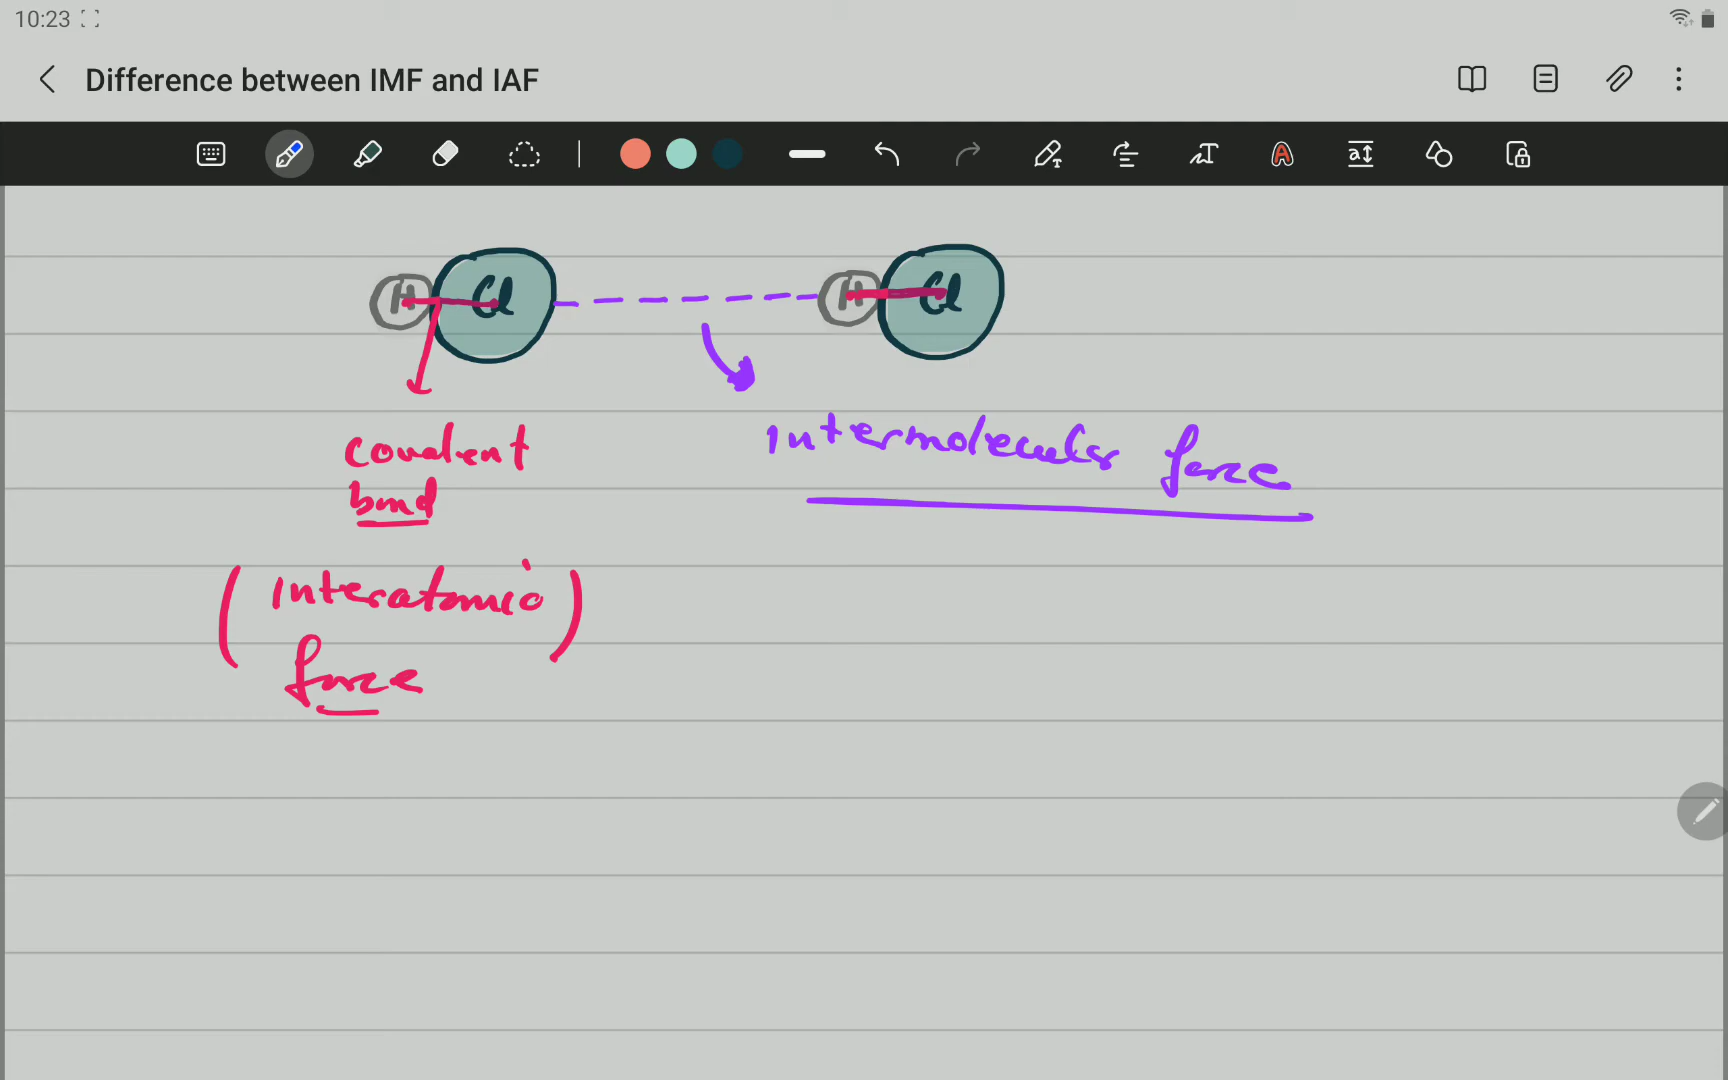 10:23
Difference between IMF and IAF
H Cl H Cl
covalent
bond
intermolecular force
(interatomic
force)